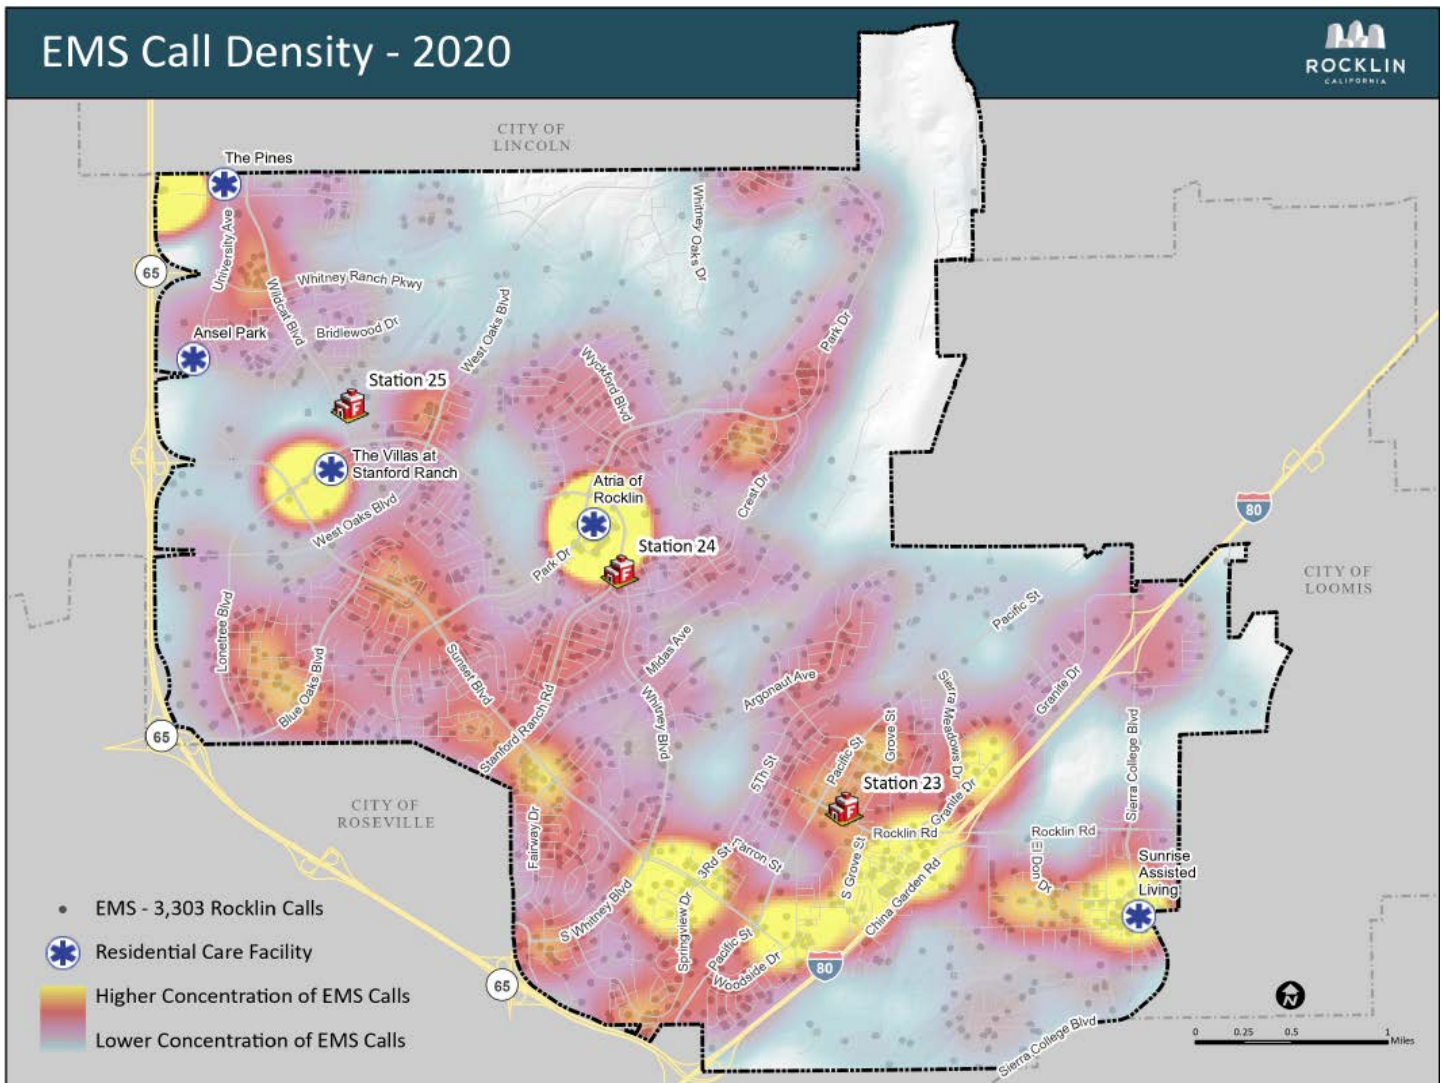 EMS Call Density - 2020
ROCKLIN
CALIFORNIA
CITY OF
LINCOLN
The Pines
University Ave
Whitney Oaks Dr
65
Whitney Ranch Pkwy
Wildcat Blvd
Bridlewood Dr
West Oaks Blvd
Park Dr
Ansel Park
Station 25
Wyckford Blvd
The Villas at
Stanford Ranch
Atria of
Rocklin
Crest Dr
80
West Oaks Blvd
Station 24
Park Dr
CITY OF
LOOMIS
Lonetree Blvd
Pacific St
Midas Ave
Blue Oaks Blvd
Sunset Blvd
Argonaut Ave
Granite Dr
Sierra Meadows Dr
Stanford Ranch Rd
Whitney Blvd
Grove St
Sierra College Blvd
65
Pacific St
5Th St
Station 23
CITY OF
ROSEVILLE
Granite Dr
Rocklin Rd
Rocklin Rd
Fairway Dr
Farron St
3Rd St
S Grove St
El Don Dr
Sunrise
Assisted
Living
China Garden Rd
S Whitney Blvd
Springview Dr
Pacific St
Woodside Dr
80
65
EMS - 3,303 Rocklin Calls
Residential Care Facility
Higher Concentration of EMS Calls
Lower Concentration of EMS Calls
N
Sierra College Blvd
0 0.25 0.5 1
Miles